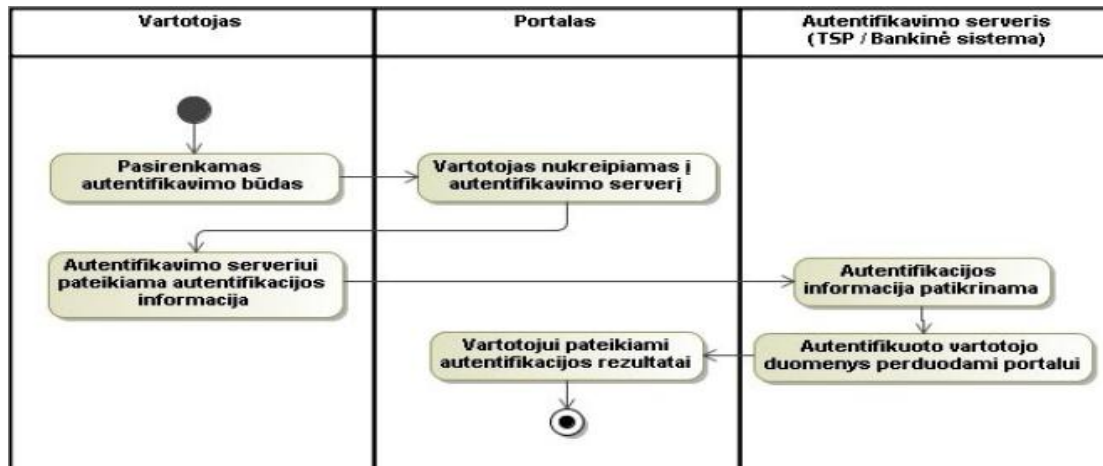 Vartotojas
Portalas
Autentifikavimo serveris
(TSP / Bankinė sistema)
Pasirenkamas
autentifikavimo būdas
Vartotojas nukreipiamas į
autentifikavimo serverį
Autentifikavimo serveriui
pateikiama autentifikacijos
informacija
Autentifikacijos
informacija patikrinama
Autentifikuoto vartotojo
duomenys perduodami portalui
Vartotojui pateikiami
autentifikacijos rezultatai